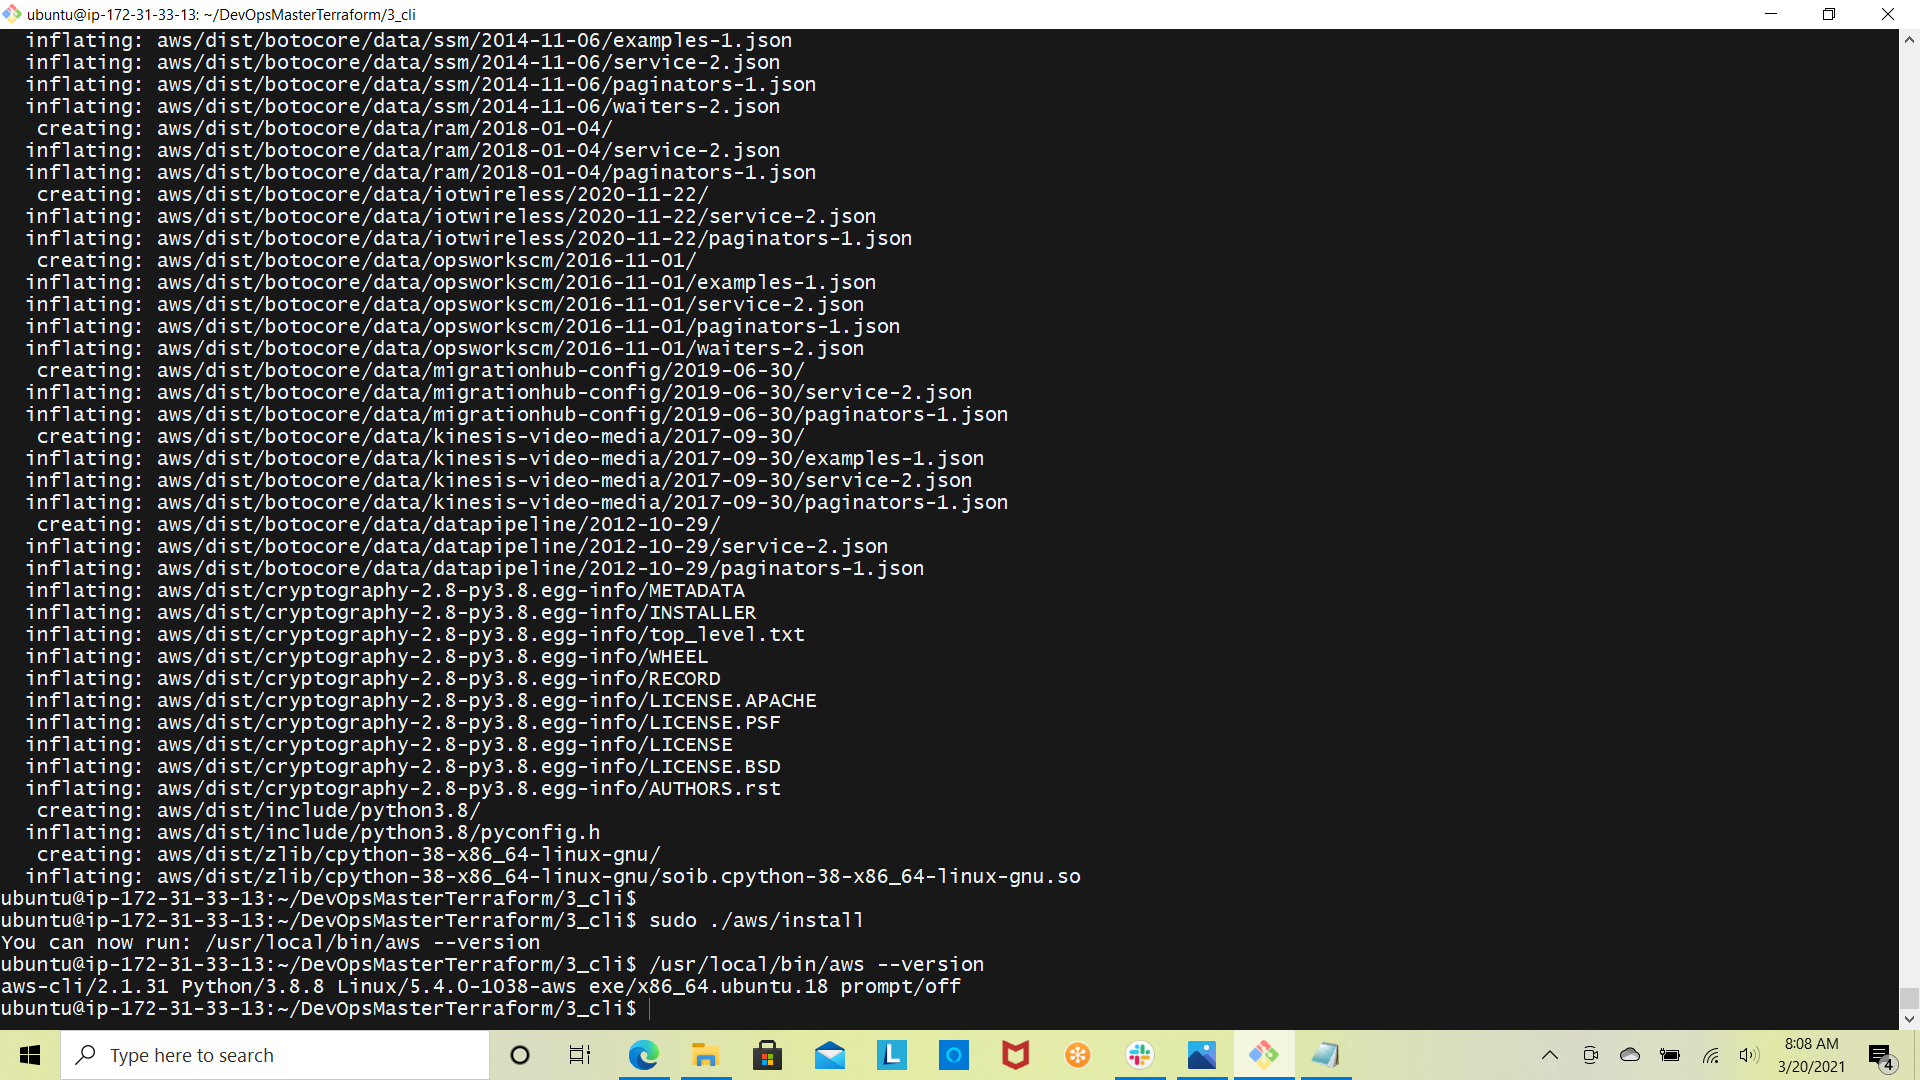 ubuntu@ip-172-31-33-13: ~/DevOpsMasterTerraform/3_cli
inflating: aws/dist/botocore/data/ssm/2014-11-06/examples-1.json
inflating: aws/dist/botocore/data/ssm/2014-11-06/service-2.json
inflating: aws/dist/botocore/data/ssm/2014-11-06/paginators-1.json
inflating: aws/dist/botocore/data/ssm/2014-11-06/waiters-2.json
creating: aws/dist/botocore/data/ram/2018-01-04/
inflating: aws/dist/botocore/data/ram/2018-01-04/service-2.json
inflating: aws/dist/botocore/data/ram/2018-01-04/paginators-1.json
creating: aws/dist/botocore/data/iotwireless/2020-11-22/
inflating: aws/dist/botocore/data/iotwireless/2020-11-22/service-2.json
inflating: aws/dist/botocore/data/iotwireless/2020-11-22/paginators-1.json
creating: aws/dist/botocore/data/opsworkscm/2016-11-01/
inflating: aws/dist/botocore/data/opsworkscm/2016-11-01/examples-1.json
inflating: aws/dist/botocore/data/opsworkscm/2016-11-01/service-2.json
inflating: aws/dist/botocore/data/opsworkscm/2016-11-01/paginators-1.json
inflating: aws/dist/botocore/data/opsworkscm/2016-11-01/waiters-2.json
creating: aws/dist/botocore/data/migrationhub-config/2019-06-30/
inflating: aws/dist/botocore/data/migrationhub-config/2019-06-30/service-2.json
inflating: aws/dist/botocore/data/migrationhub-config/2019-06-30/paginators-1.json
creating: aws/dist/botocore/data/kinesis-video-media/2017-09-30/
inflating: aws/dist/botocore/data/kinesis-video-media/2017-09-30/examples-1.json
inflating: aws/dist/botocore/data/kinesis-video-media/2017-09-30/service-2.json
inflating: aws/dist/botocore/data/kinesis-video-media/2017-09-30/paginators-1.json
creating: aws/dist/botocore/data/datapipeline/2012-10-29/
inflating: aws/dist/botocore/data/datapipeline/2012-10-29/service-2.json
inflating: aws/dist/botocore/data/datapipeline/2012-10-29/paginators-1.json
inflating: aws/dist/cryptography-2.8-py3.8.egg-info/METADATA
inflating: aws/dist/cryptography-2.8-py3.8.egg-info/INSTALLER
inflating: aws/dist/cryptography-2.8-py3.8.egg-info/top_level.txt
inflating: aws/dist/cryptography-2.8-py3.8.egg-info/WHEEL
inflating: aws/dist/cryptography-2.8-py3.8.egg-info/RECORD
inflating: aws/dist/cryptography-2.8-py3.8.egg-info/LICENSE.APACHE
inflating: aws/dist/cryptography-2.8-py3.8.egg-info/LICENSE.PSF
inflating: aws/dist/cryptography-2.8-py3.8.egg-info/LICENSE
inflating: aws/dist/cryptography-2.8-py3.8.egg-info/LICENSE.BSD
inflating: aws/dist/cryptography-2.8-py3.8.egg-info/AUTHORS.rst
creating: aws/dist/include/python3.8/
inflating: aws/dist/include/python3.8/pyconfig.h
creating: aws/dist/zlib/cpython-38-x86_64-linux-gnu/
inflating: aws/dist/zlib/cpython-38-x86_64-linux-gnu/soib.cpython-38-x86_64-linux-gnu.so
ubuntu@ip-172-31-33-13:~/DevOpsMasterTerraform/3_cli$
ubuntu@ip-172-31-33-13:~/DevOpsMasterTerraform/3_cli$ sudo ./aws/install
You can now run: /usr/local/bin/aws --version
ubuntu@ip-172-31-33-13:~/DevOpsMasterTerraform/3_cli$ /usr/local/bin/aws --version
aws-cli/2.1.31 Python/3.8.8 Linux/5.4.0-1038-aws exe/x86_64.ubuntu.18 prompt/off
ubuntu@ip-172-31-33-13:~/DevOpsMasterTerraform/3_cli$
Type here to search
L
8:08 AM
3/20/2021
4